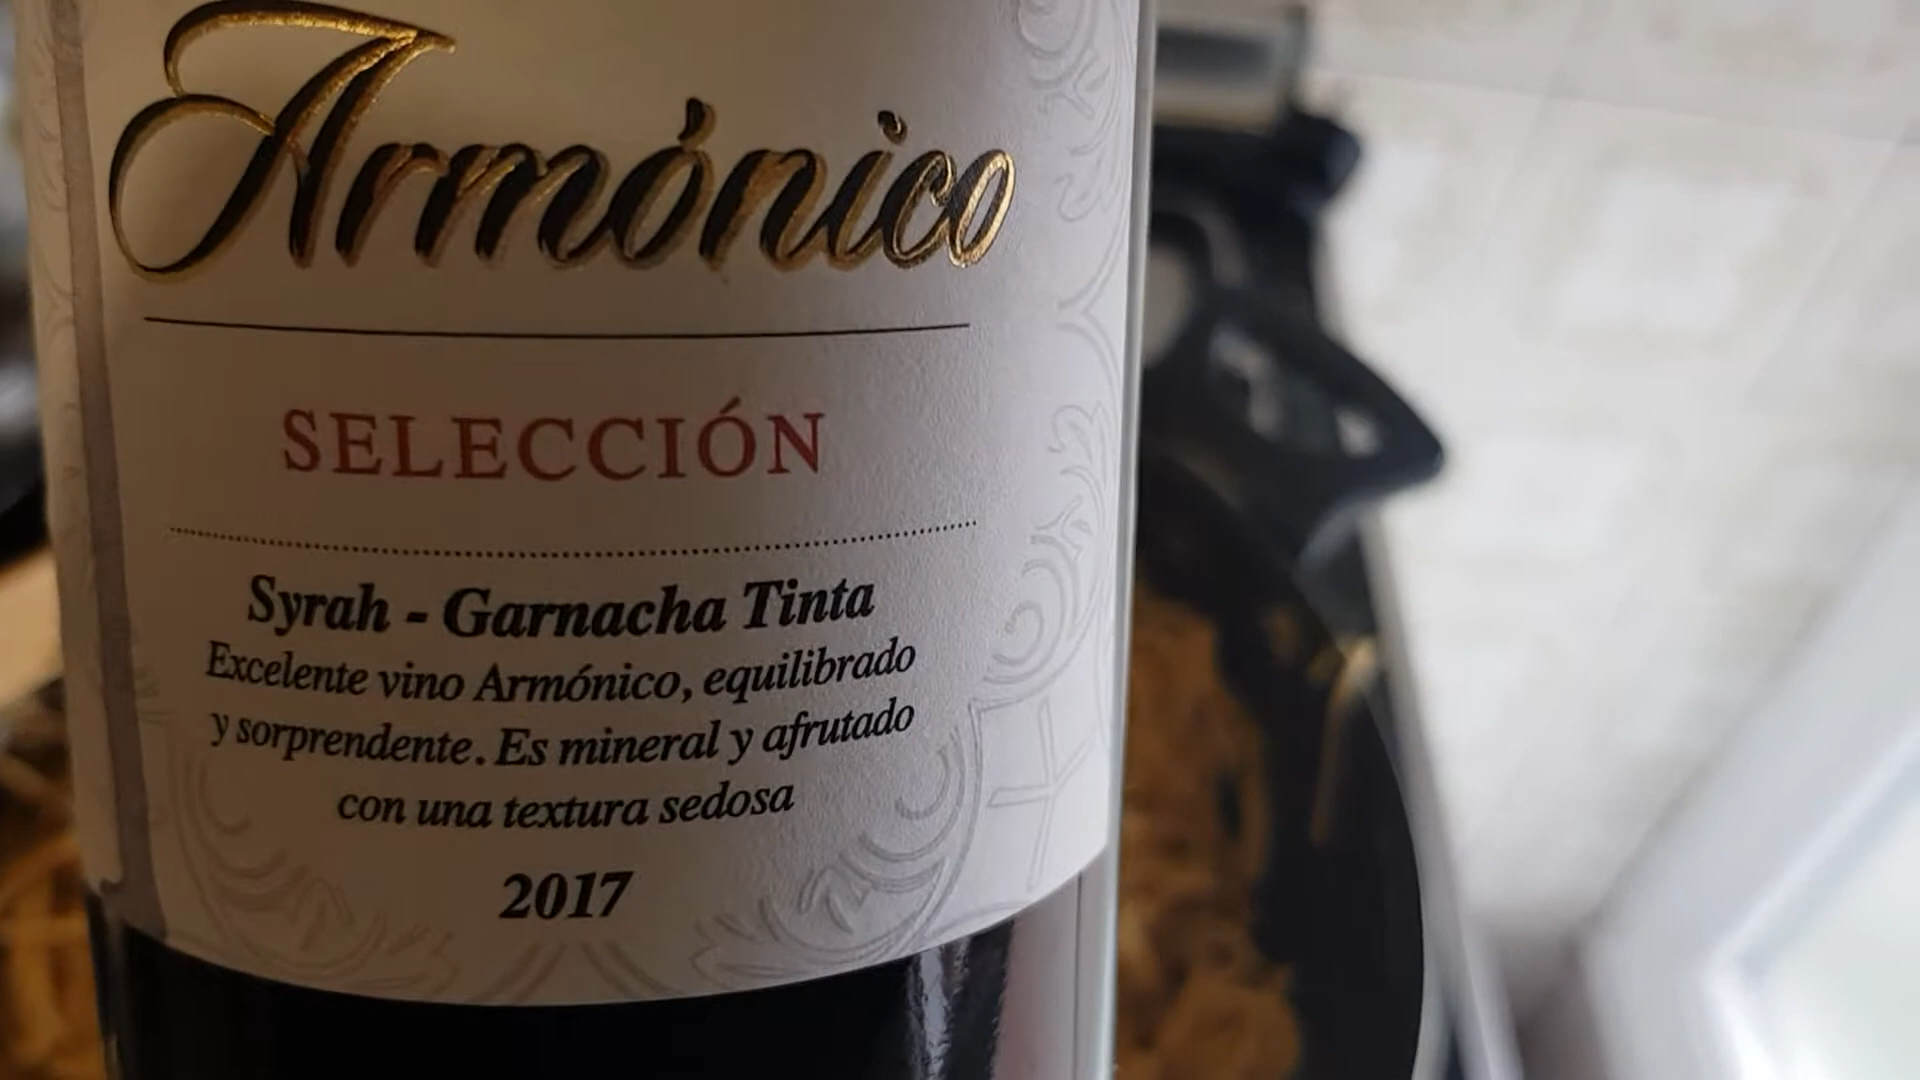 Armónico
SELECCIÓN
Syrah - Garnacha Tinta
Excelente vino Armónico, equilibrado
y sorprendente. Es mineral y afrutado
con una textura sedosa
2017